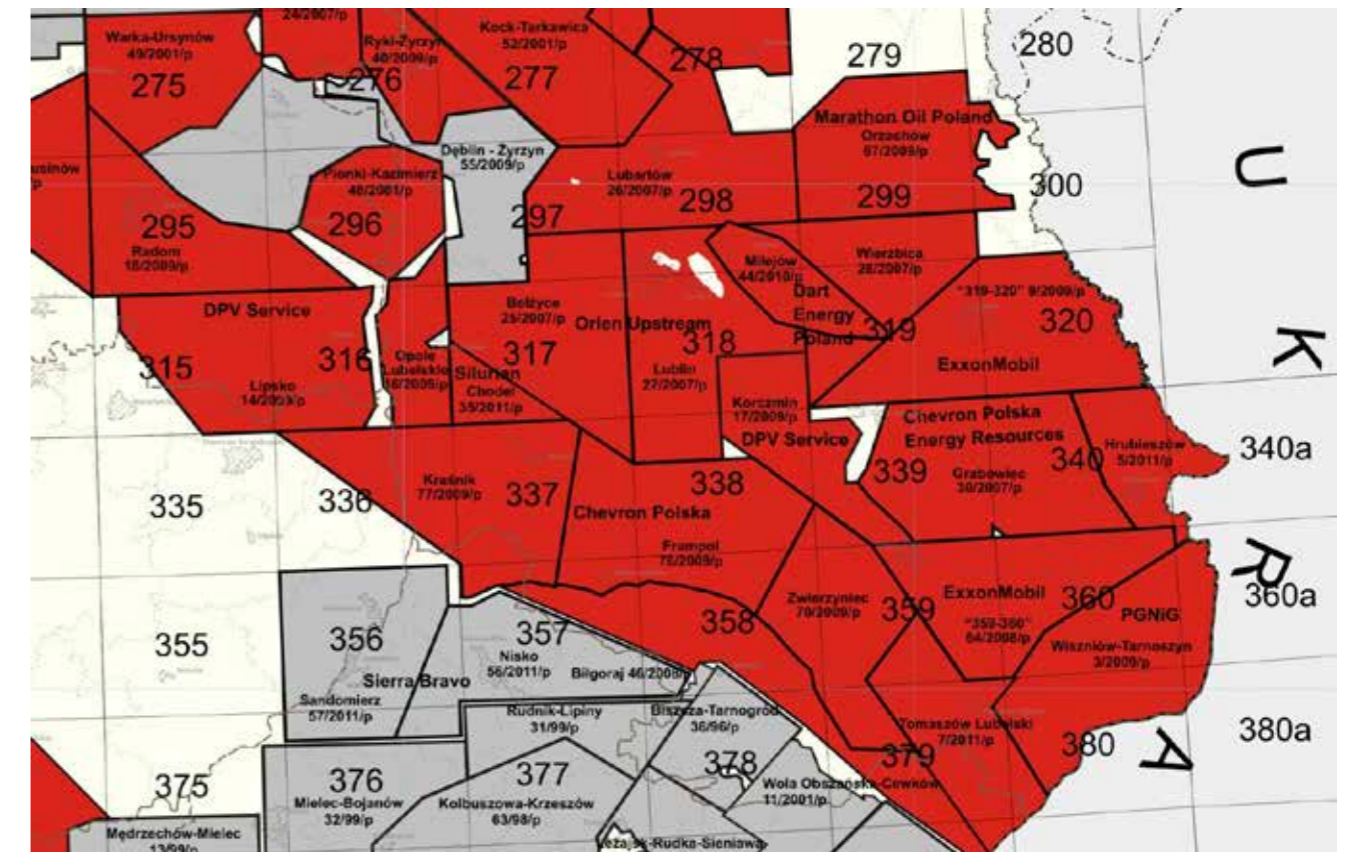 24/2007/p
Warka-Ursynów
49/2001/p
275
Ryki-Żyrzyn
40/2009/p
276
Kock-Tarkawica
52/2001/p
277
278
279
280
Marathon Oil Poland
Orzechów
67/2009/p
299
300
U
Dęblin - Żyrzyn
55/2009/p
usinów
/p
Pionki-Kazimierz
48/2001/p
296
Lubartów
26/2007/p
297
298
295
Radom
18/2009/p
Milejów
44/2010/p
Wierzbica
28/2007/p
Dart
Energy
Poland
319
"319-320" 9/2009/p
320
ExxonMobil
K
DPV Service
315
316
Lipsko
Opole
Lubelskie
Bełżyce
25/2007/p
317
Silurian
Chodel
35/2011/p
Orlen Upstream
318
Lublin
27/2007/p
Korczmin
17/2009/p
DPV Service
Chevron Polska
Energy Resources
339
340
Grabowiec
30/2007/p
Hrubieszów
5/2011/p
340a
335
336
Kraśnik
77/2009/p
337
338
Chevron Polska
Frampol
R
355
356
357
358
Zwierzyniec
70/2009/p
359
ExxonMobil
"359-360"
64/2008/p
360
PGNiG
Wiszniów-Tarnoszyn
3/2009/p
360a
Nisko
56/2011/p
Biłgoraj
Sierra Bravo
Sandomierz
57/2011/p
Rudnik-Lipiny
31/99/p
Biszcza-Tarnogród
36/96/p
378
Tomaszów Lubelski
7/2011/p
379
380
A
380a
375
376
Mielec-Bojanów
32/99/p
377
Kolbuszowa-Krzeszów
63/98/p
Wola Obszańska-Cewków
11/2001/p
Mędrzechów-Mielec
13/99/p
Leżajsk-Rudka-Sieniawa